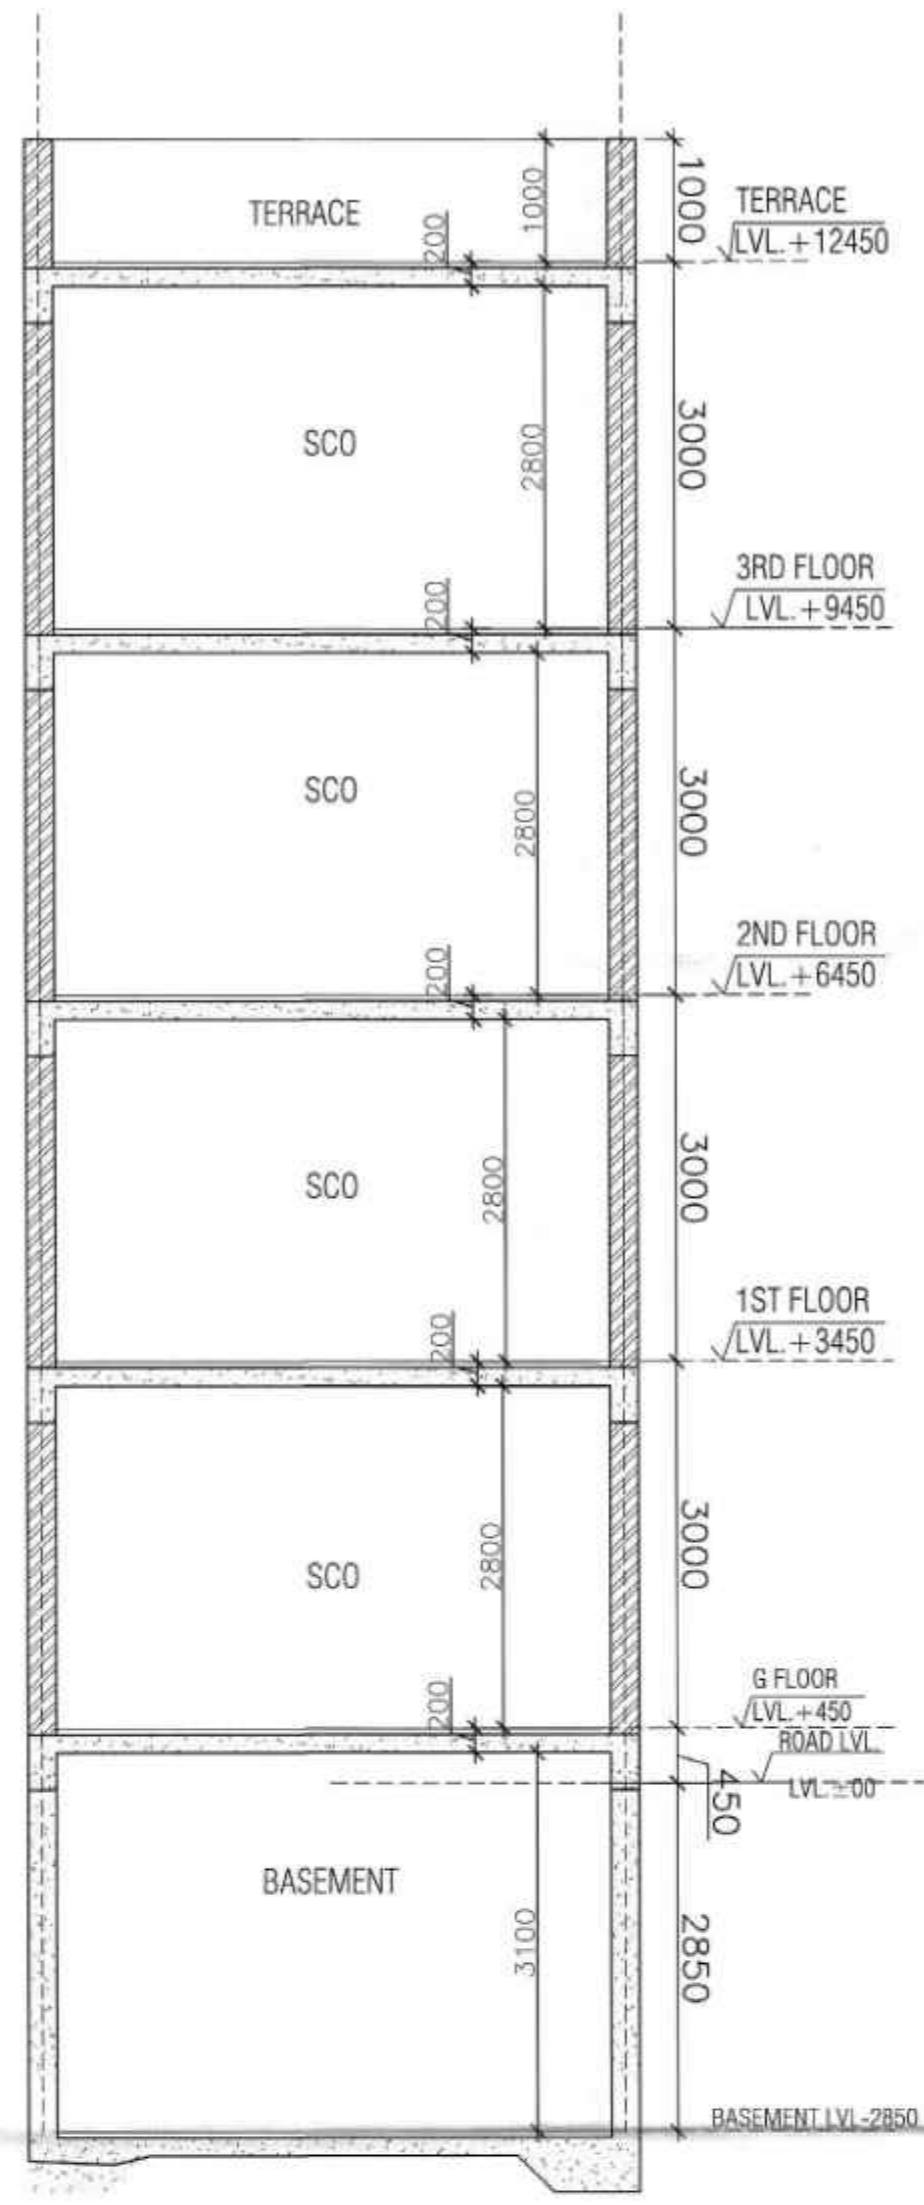 TERRACE
200
1000
1000
TERRACE
LVL.+12450
SCO
2800
3000
200
3RD FLOOR
LVL.+9450
SCO
2800
3000
200
2ND FLOOR
LVL.+6450
SCO
2800
3000
200
1ST FLOOR
LVL.+3450
SCO
2800
3000
200
G FLOOR
LVL.+450
ROAD LVL.
LVL.±00
450
BASEMENT
3100
2850
BASEMENT LVL-2850